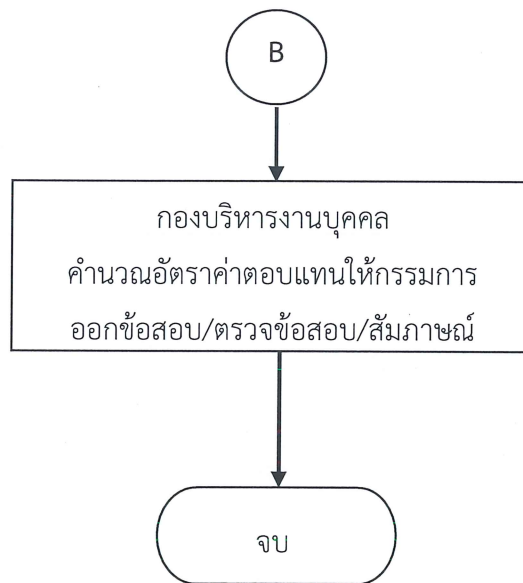 B
กองบริหารงานบุคคล
คำนวณอัตราค่าตอบแทนให้กรรมการ
ออกข้อสอบ/ตรวจข้อสอบ/สัมภาษณ์
จบ